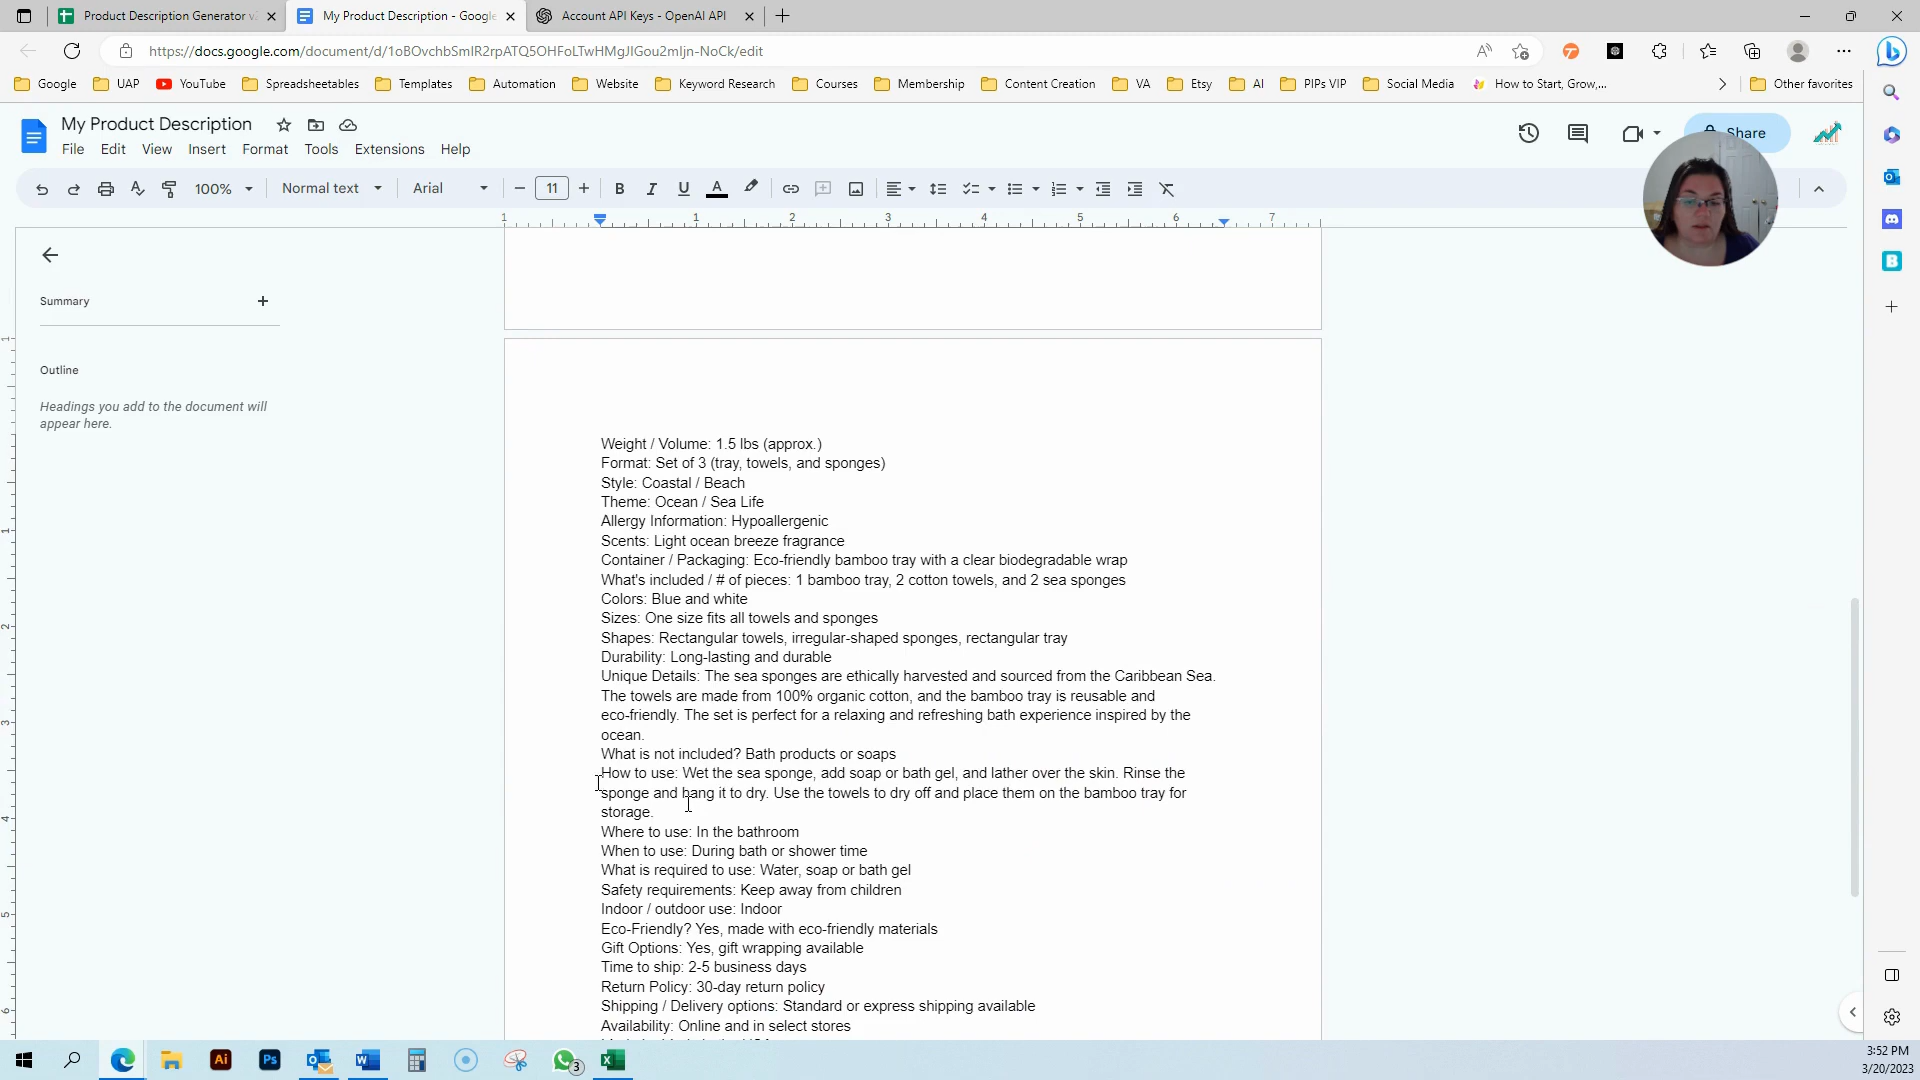 Product Description Generator v
My Product Description - Google
Account API Keys - OpenAI API
https://docs.google.com/document/d/1oBOvchbSmIR2rpATQ5OHFoLTwHMgJIGou2mIjn-NoCk/edit
Google
UAP
YouTube
Spreadsheetables
Templates
Automation
Website
Keyword Research
Courses
Membership
Content Creation
VA
Etsy
AI
PIPs VIP
Social Media
How to Start, Grow,...
Other favorites
My Product Description
File Edit View Insert Format Tools Extensions Help
Share
100% Normal text Arial 11
1 1 2 3 4 5 6 7
Summary
Outline
Headings you add to the document will
appear here.
Weight / Volume: 1.5 lbs (approx.)
Format: Set of 3 (tray, towels, and sponges)
Style: Coastal / Beach
Theme: Ocean / Sea Life
Allergy Information: Hypoallergenic
Scents: Light ocean breeze fragrance
Container / Packaging: Eco-friendly bamboo tray with a clear biodegradable wrap
What's included / # of pieces: 1 bamboo tray, 2 cotton towels, and 2 sea sponges
Colors: Blue and white
Sizes: One size fits all towels and sponges
Shapes: Rectangular towels, irregular-shaped sponges, rectangular tray
Durability: Long-lasting and durable
Unique Details: The sea sponges are ethically harvested and sourced from the Caribbean Sea.
The towels are made from 100% organic cotton, and the bamboo tray is reusable and
eco-friendly. The set is perfect for a relaxing and refreshing bath experience inspired by the
ocean.
What is not included? Bath products or soaps
How to use: Wet the sea sponge, add soap or bath gel, and lather over the skin. Rinse the
sponge and hang it to dry. Use the towels to dry off and place them on the bamboo tray for
storage.
Where to use: In the bathroom
When to use: During bath or shower time
What is required to use: Water, soap or bath gel
Safety requirements: Keep away from children
Indoor / outdoor use: Indoor
Eco-Friendly? Yes, made with eco-friendly materials
Gift Options: Yes, gift wrapping available
Time to ship: 2-5 business days
Return Policy: 30-day return policy
Shipping / Delivery options: Standard or express shipping available
Availability: Online and in select stores
3:52 PM
3/20/2023